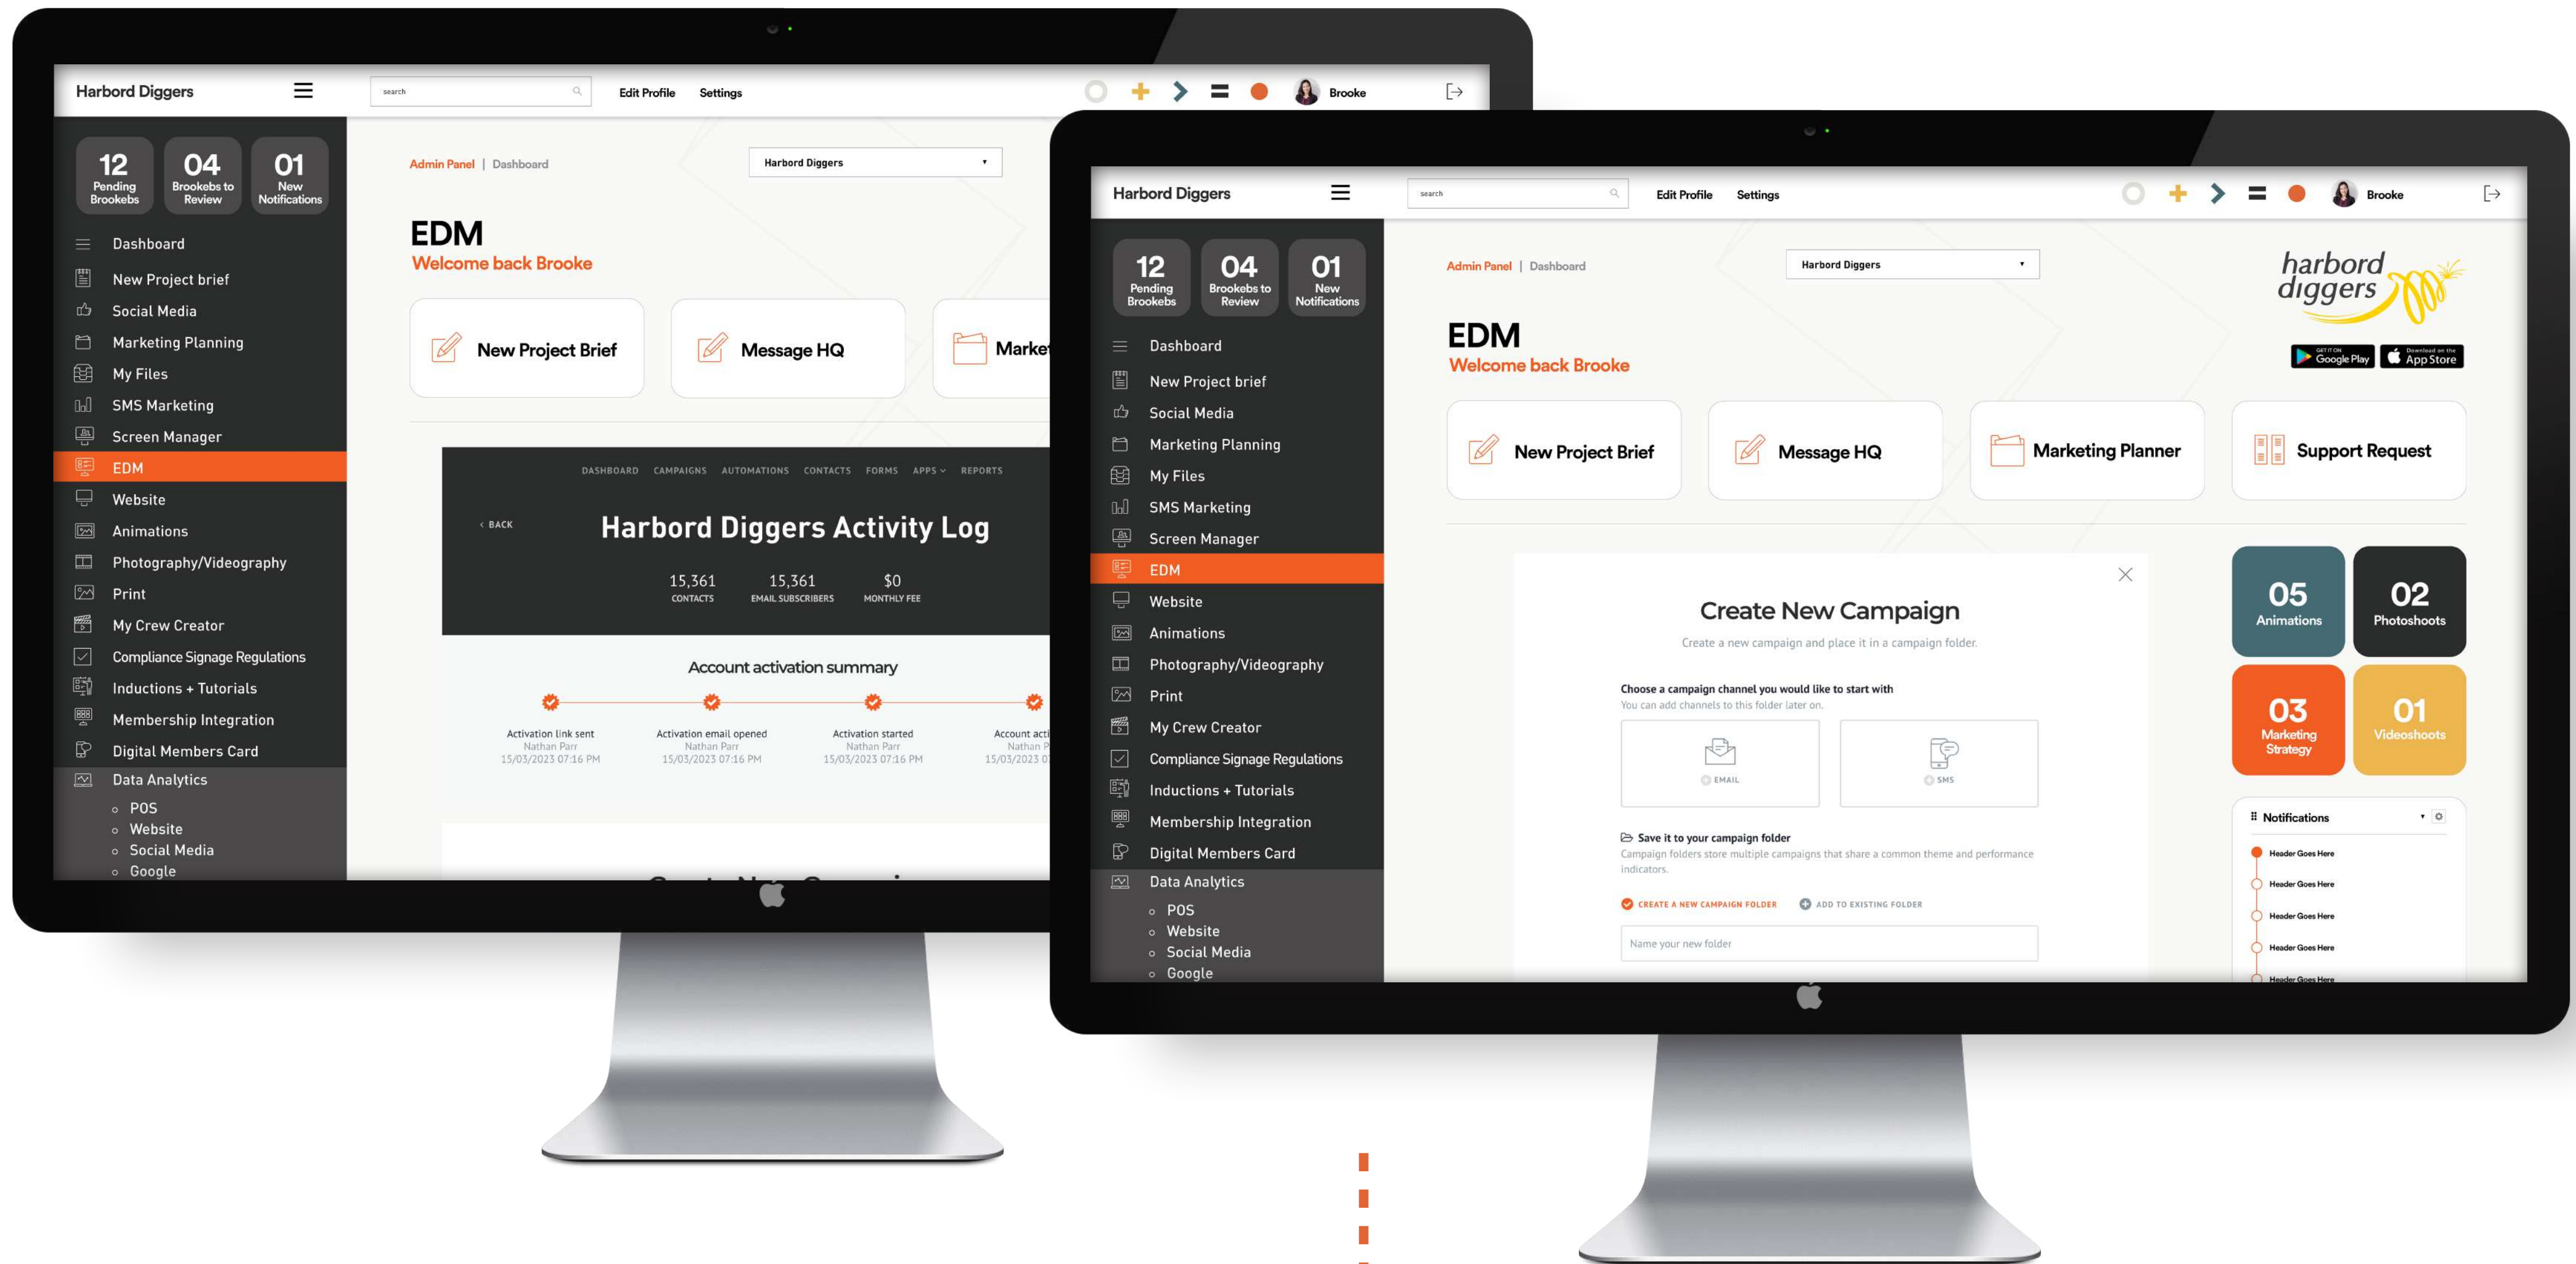 Harbord Diggers
search
Edit Profile Settings
Brooke
12
Pending
Brookebs
04
Brookebs to
Review
01
New
Notifications
Dashboard
New Project brief
Social Media
Marketing Planning
My Files
SMS Marketing
Screen Manager
EDM
Website
Animations
Photography/Videography
Print
My Crew Creator
Compliance Signage Regulations
Inductions + Tutorials
Membership Integration
Digital Members Card
Data Analytics
POS
Website
Social Media
Google
Admin Panel | Dashboard
Harbord Diggers
EDM
Welcome back Brooke
New Project Brief
Message HQ
DASHBOARD CAMPAIGNS AUTOMATIONS CONTACTS FORMS APPS REPORTS
< BACK
Harbord Diggers Activity Log
15,361
CONTACTS
15,361
EMAIL SUBSCRIBERS
$0
MONTHLY FEE
Account activation summary
Activation link sent
Nathan Parr
15/03/2023 07:16 PM
Activation email opened
Nathan Parr
15/03/2023 07:16 PM
Activation started
Nathan Parr
15/03/2023 07:16 PM
Account
Nathan
15/03/2023
Harbord Diggers
search
Edit Profile Settings
Brooke
12
Pending
Brookebs
04
Brookebs to
Review
01
New
Notifications
Dashboard
New Project brief
Social Media
Marketing Planning
My Files
SMS Marketing
Screen Manager
EDM
Website
Animations
Photography/Videography
Print
My Crew Creator
Compliance Signage Regulations
Inductions + Tutorials
Membership Integration
Digital Members Card
Data Analytics
POS
Website
Social Media
Google
Admin Panel | Dashboard
Harbord Diggers
harbord
diggers
GET IT ON
Google Play
Download on the
App Store
EDM
Welcome back Brooke
New Project Brief
Message HQ
Marketing Planner
Support Request
Create New Campaign
Create a new campaign and place it in a campaign folder.
Choose a campaign channel you would like to start with
You can add channels to this folder later on.
EMAIL
SMS
Save it to your campaign folder
Campaign folders store multiple campaigns that share a common theme and performance
indicators.
CREATE A NEW CAMPAIGN FOLDER
ADD TO EXISTING FOLDER
Name your new folder
05
Animations
02
Photoshoots
03
Marketing
Strategy
01
Videoshoots
Notifications
Header Goes Here
Header Goes Here
Header Goes Here
Header Goes Here
Header Goes Here